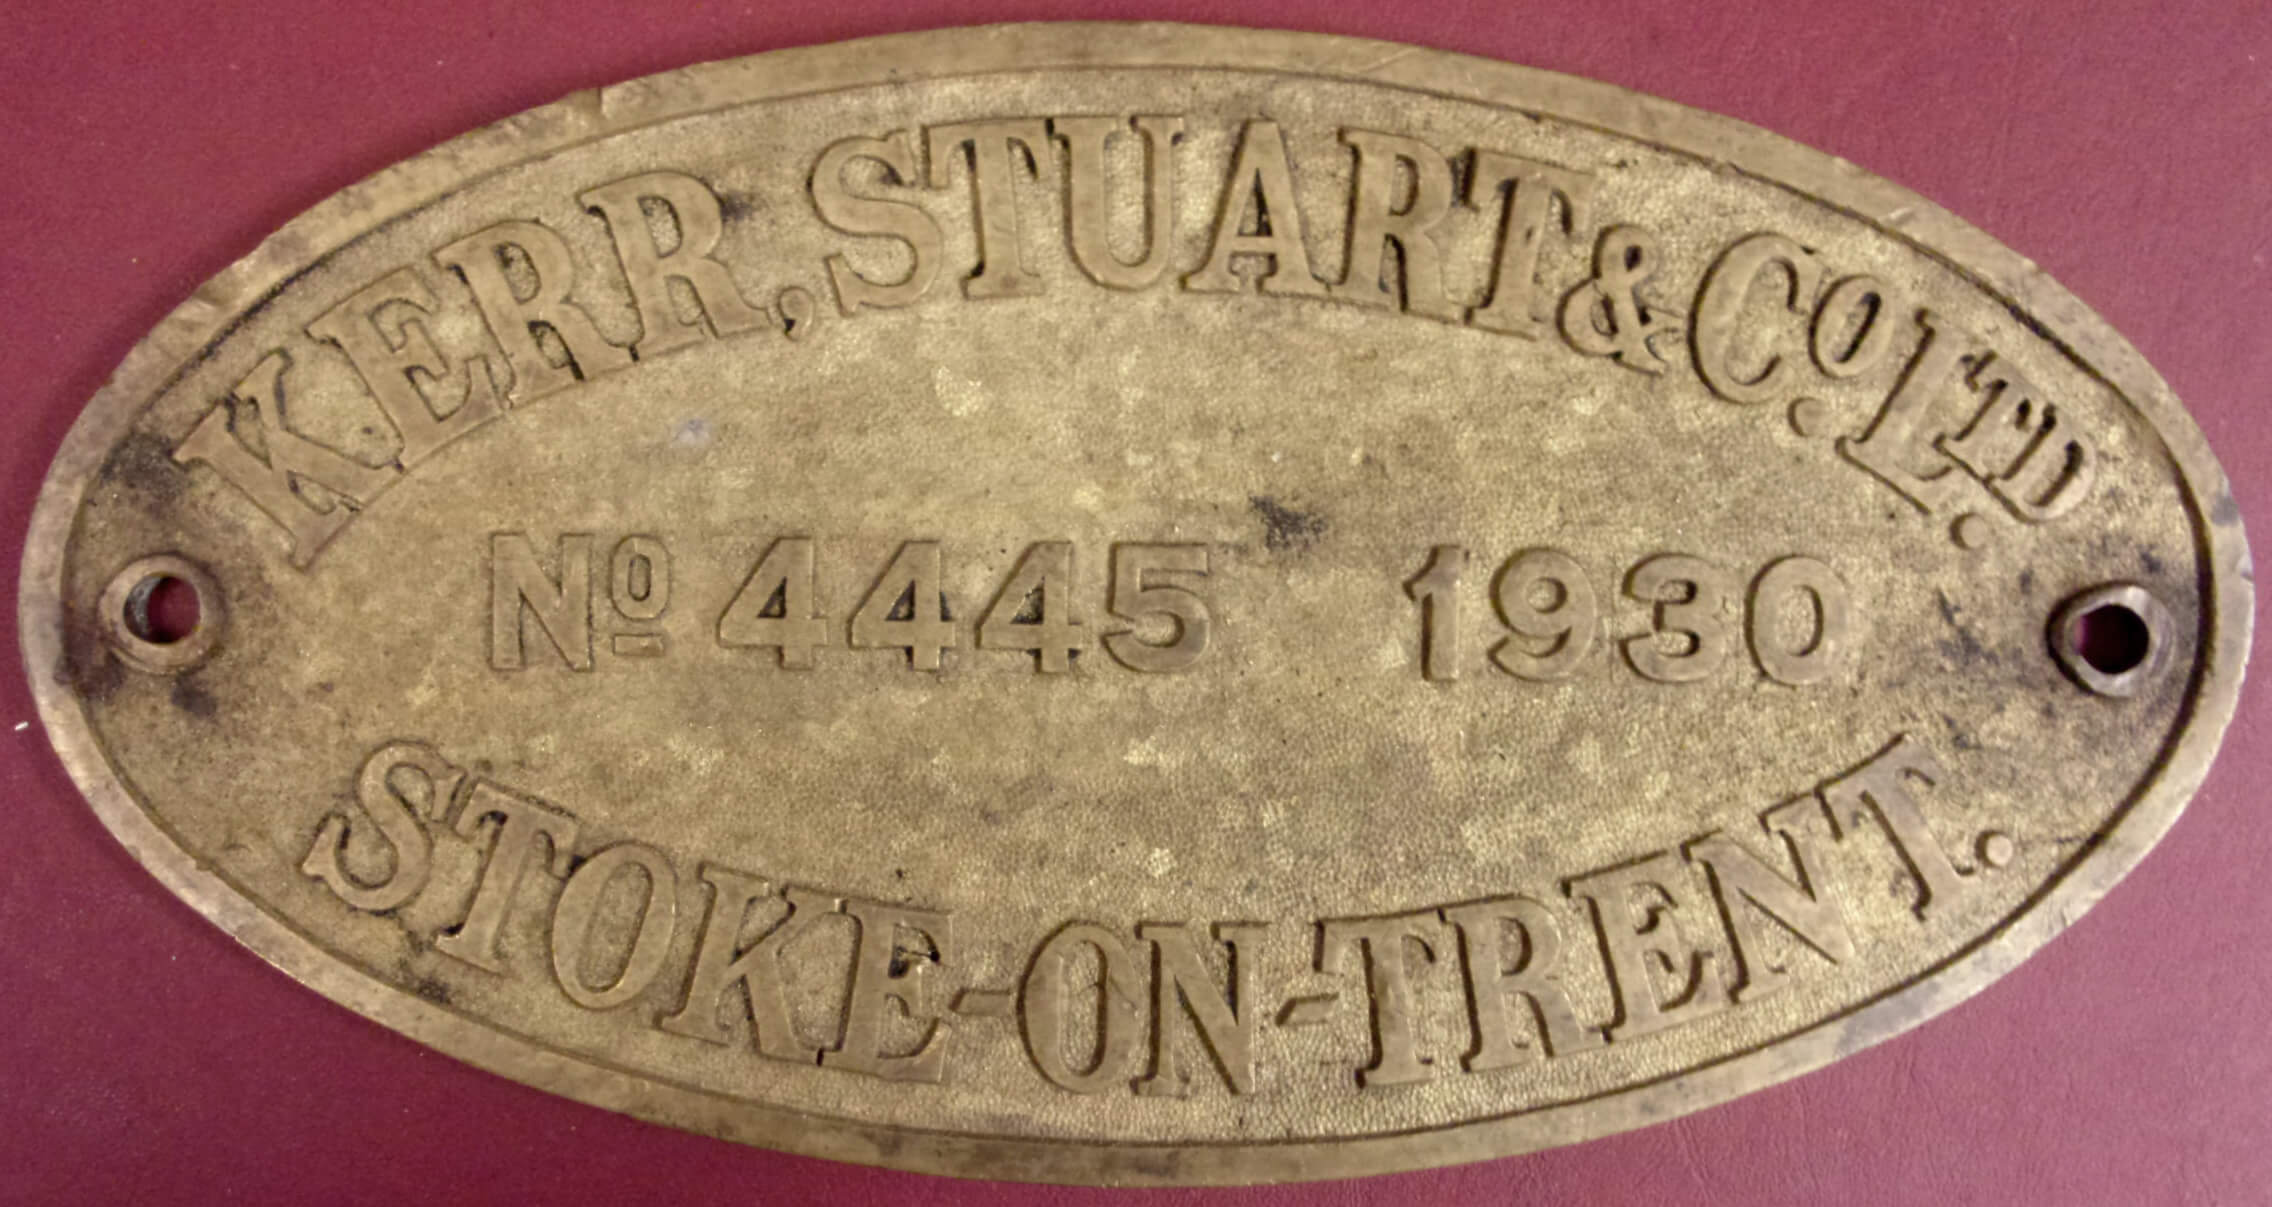 KERR, STUART & Co. LTD.
No 4445 1930
STOKE-ON-TRENT.